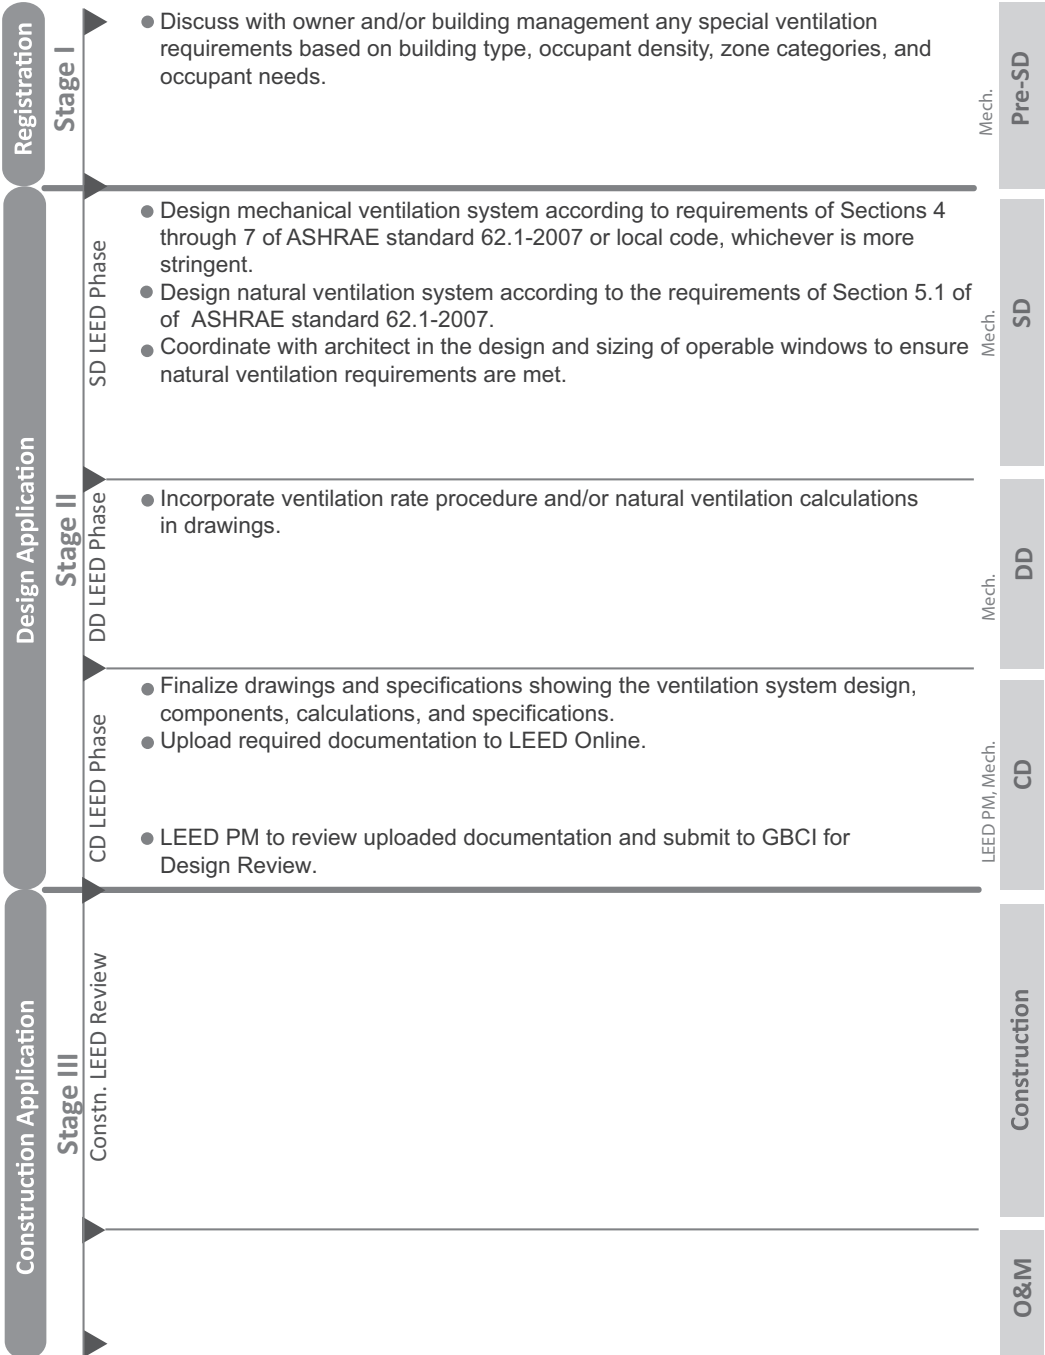 Registration
Stage I
● Discuss with owner and/or building management any special ventilation
requirements based on building type, occupant density, zone categories, and
occupant needs.
Mech.
Pre-SD
Design Application
Stage II
SD LEED Phase
● Design mechanical ventilation system according to requirements of Sections 4
through 7 of ASHRAE standard 62.1-2007 or local code, whichever is more
stringent.
● Design natural ventilation system according to the requirements of Section 5.1 of
of ASHRAE standard 62.1-2007.
● Coordinate with architect in the design and sizing of operable windows to ensure
natural ventilation requirements are met.
Mech.
SD
DD LEED Phase
● Incorporate ventilation rate procedure and/or natural ventilation calculations
in drawings.
Mech.
DD
CD LEED Phase
● Finalize drawings and specifications showing the ventilation system design,
components, calculations, and specifications.
● Upload required documentation to LEED Online.
● LEED PM to review uploaded documentation and submit to GBCI for
Design Review.
LEED PM, Mech.
CD
Construction Application
Stage III
Constn. LEED Review
Construction
O&M